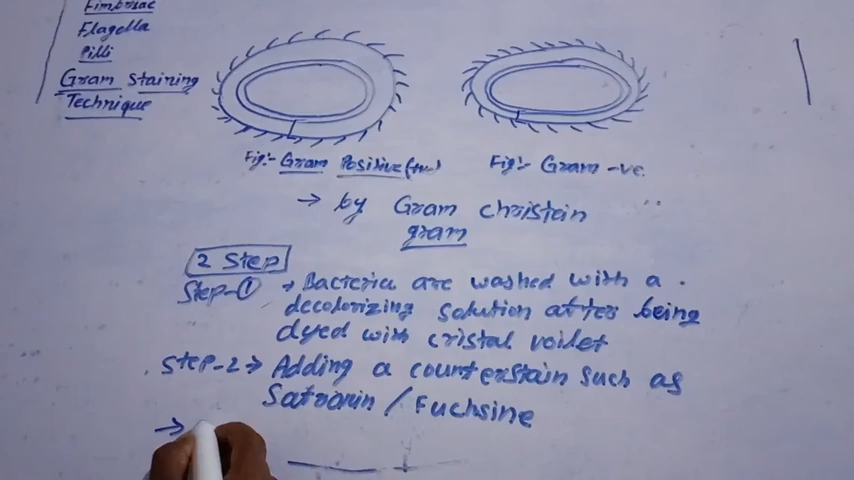 Fimbriae
Flagella
Pilli
Gram Staining
Technique
Fig:- Gram Positive (+ve)
Fig:- Gram -ve.
→ by Gram christein
gram
2 Step
Step-① → Bacteria are washed with a
decolorizing solution after being
dyed with cristal voilet
Step-2 → Adding a counterstain such as
Satranin / Fuchsine
→